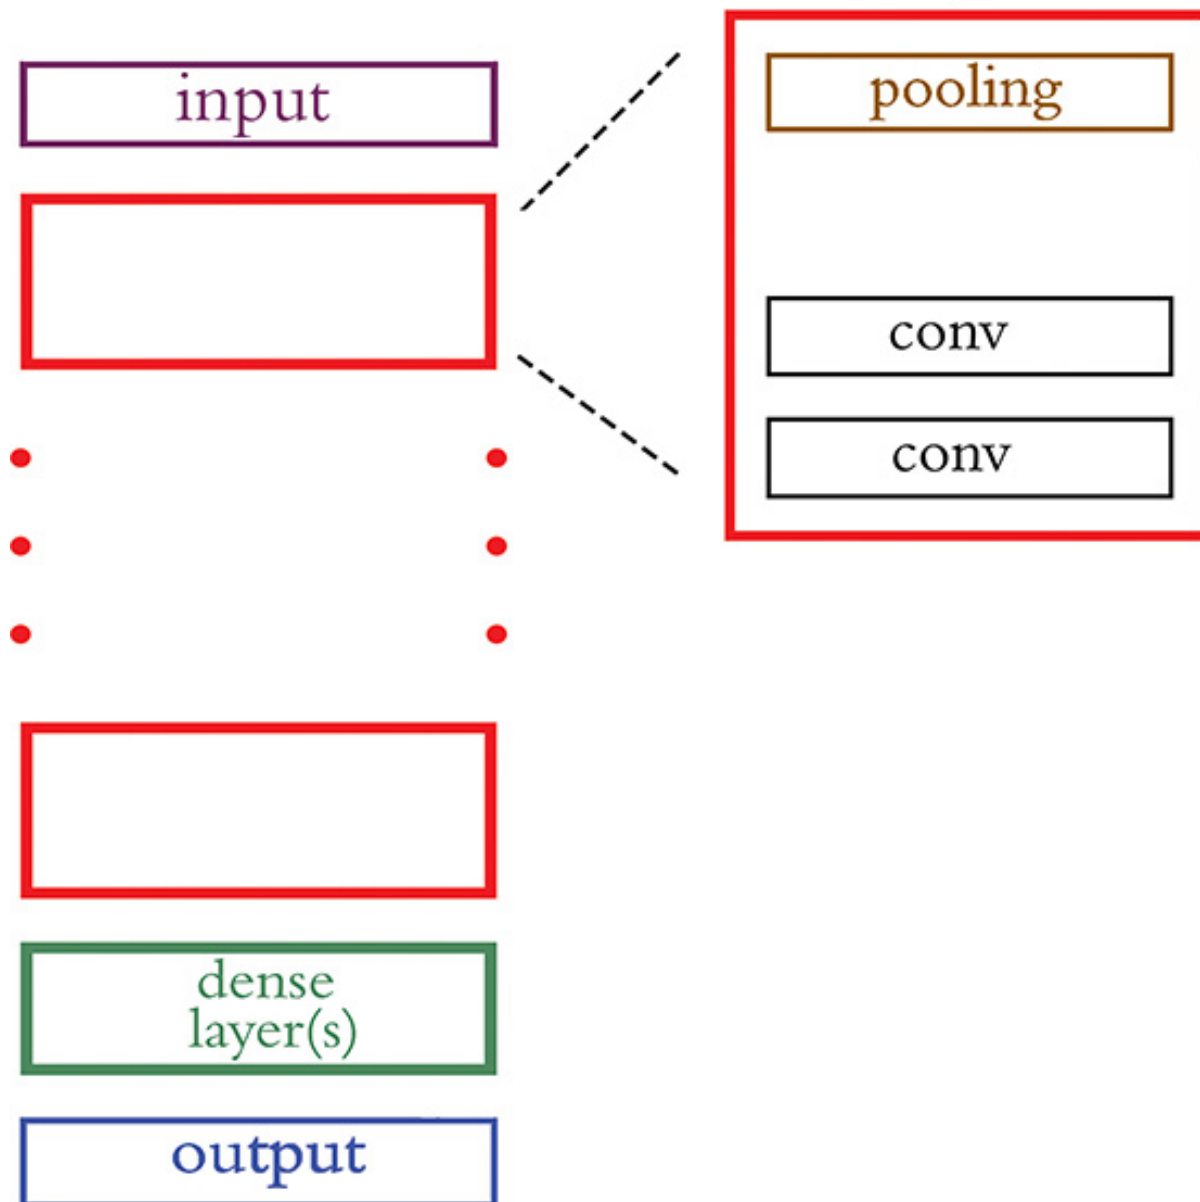 input
pooling
conv
conv
dense
layer(s)
output